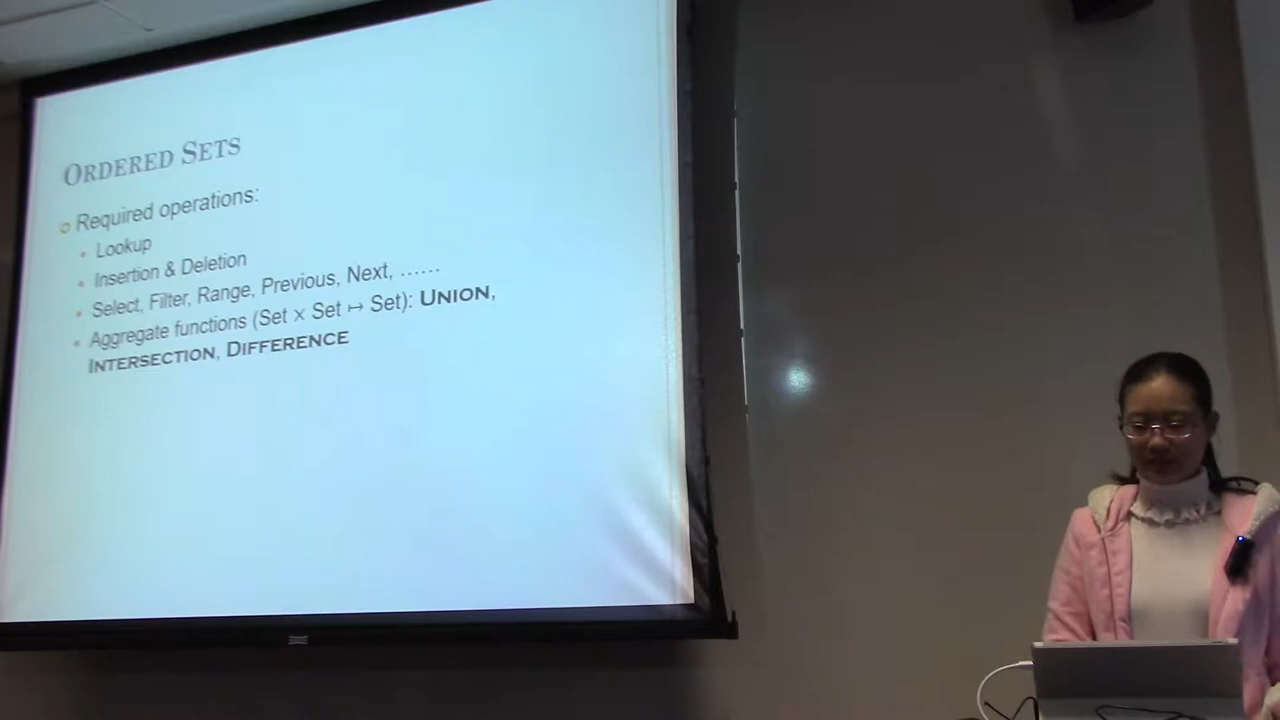 ORDERED SETS
Required operations:
Lookup
Insertion & Deletion
Select, Filter, Range, Previous, Next, ……
Aggregate functions (Set × Set ↦ Set): UNION,
INTERSECTION, DIFFERENCE